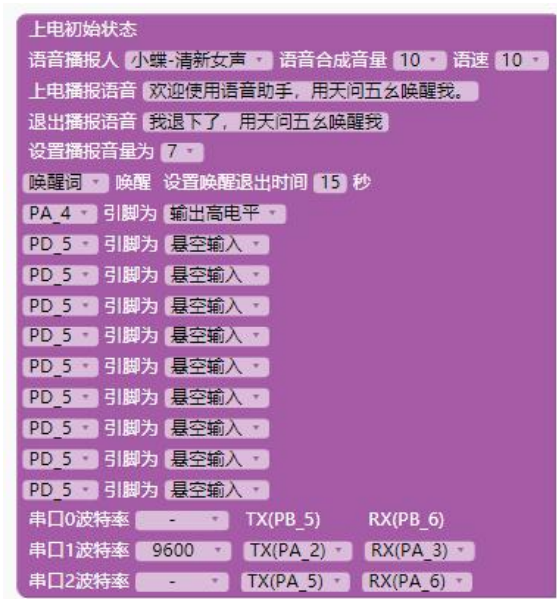 上电初始状态
语音播报人 小蝶-清新女声 语音合成音量 10 语速 10
上电播报语音 欢迎使用语音助手，用天问五幺唤醒我。
退出播报语音 我退下了，用天问五幺唤醒我
设置播报音量为 7
唤醒词 唤醒 设置唤醒退出时间 15 秒
PA_4 引脚为 输出高电平
PD_5 引脚为 悬空输入
PD_5 引脚为 悬空输入
PD_5 引脚为 悬空输入
PD_5 引脚为 悬空输入
PD_5 引脚为 悬空输入
PD_5 引脚为 悬空输入
PD_5 引脚为 悬空输入
PD_5 引脚为 悬空输入
PD_5 引脚为 悬空输入
串口0波特率 - TX(PB_5) RX(PB_6)
串口1波特率 9600 TX(PA_2) RX(PA_3)
串口2波特率 - TX(PA_5) RX(PA_6)